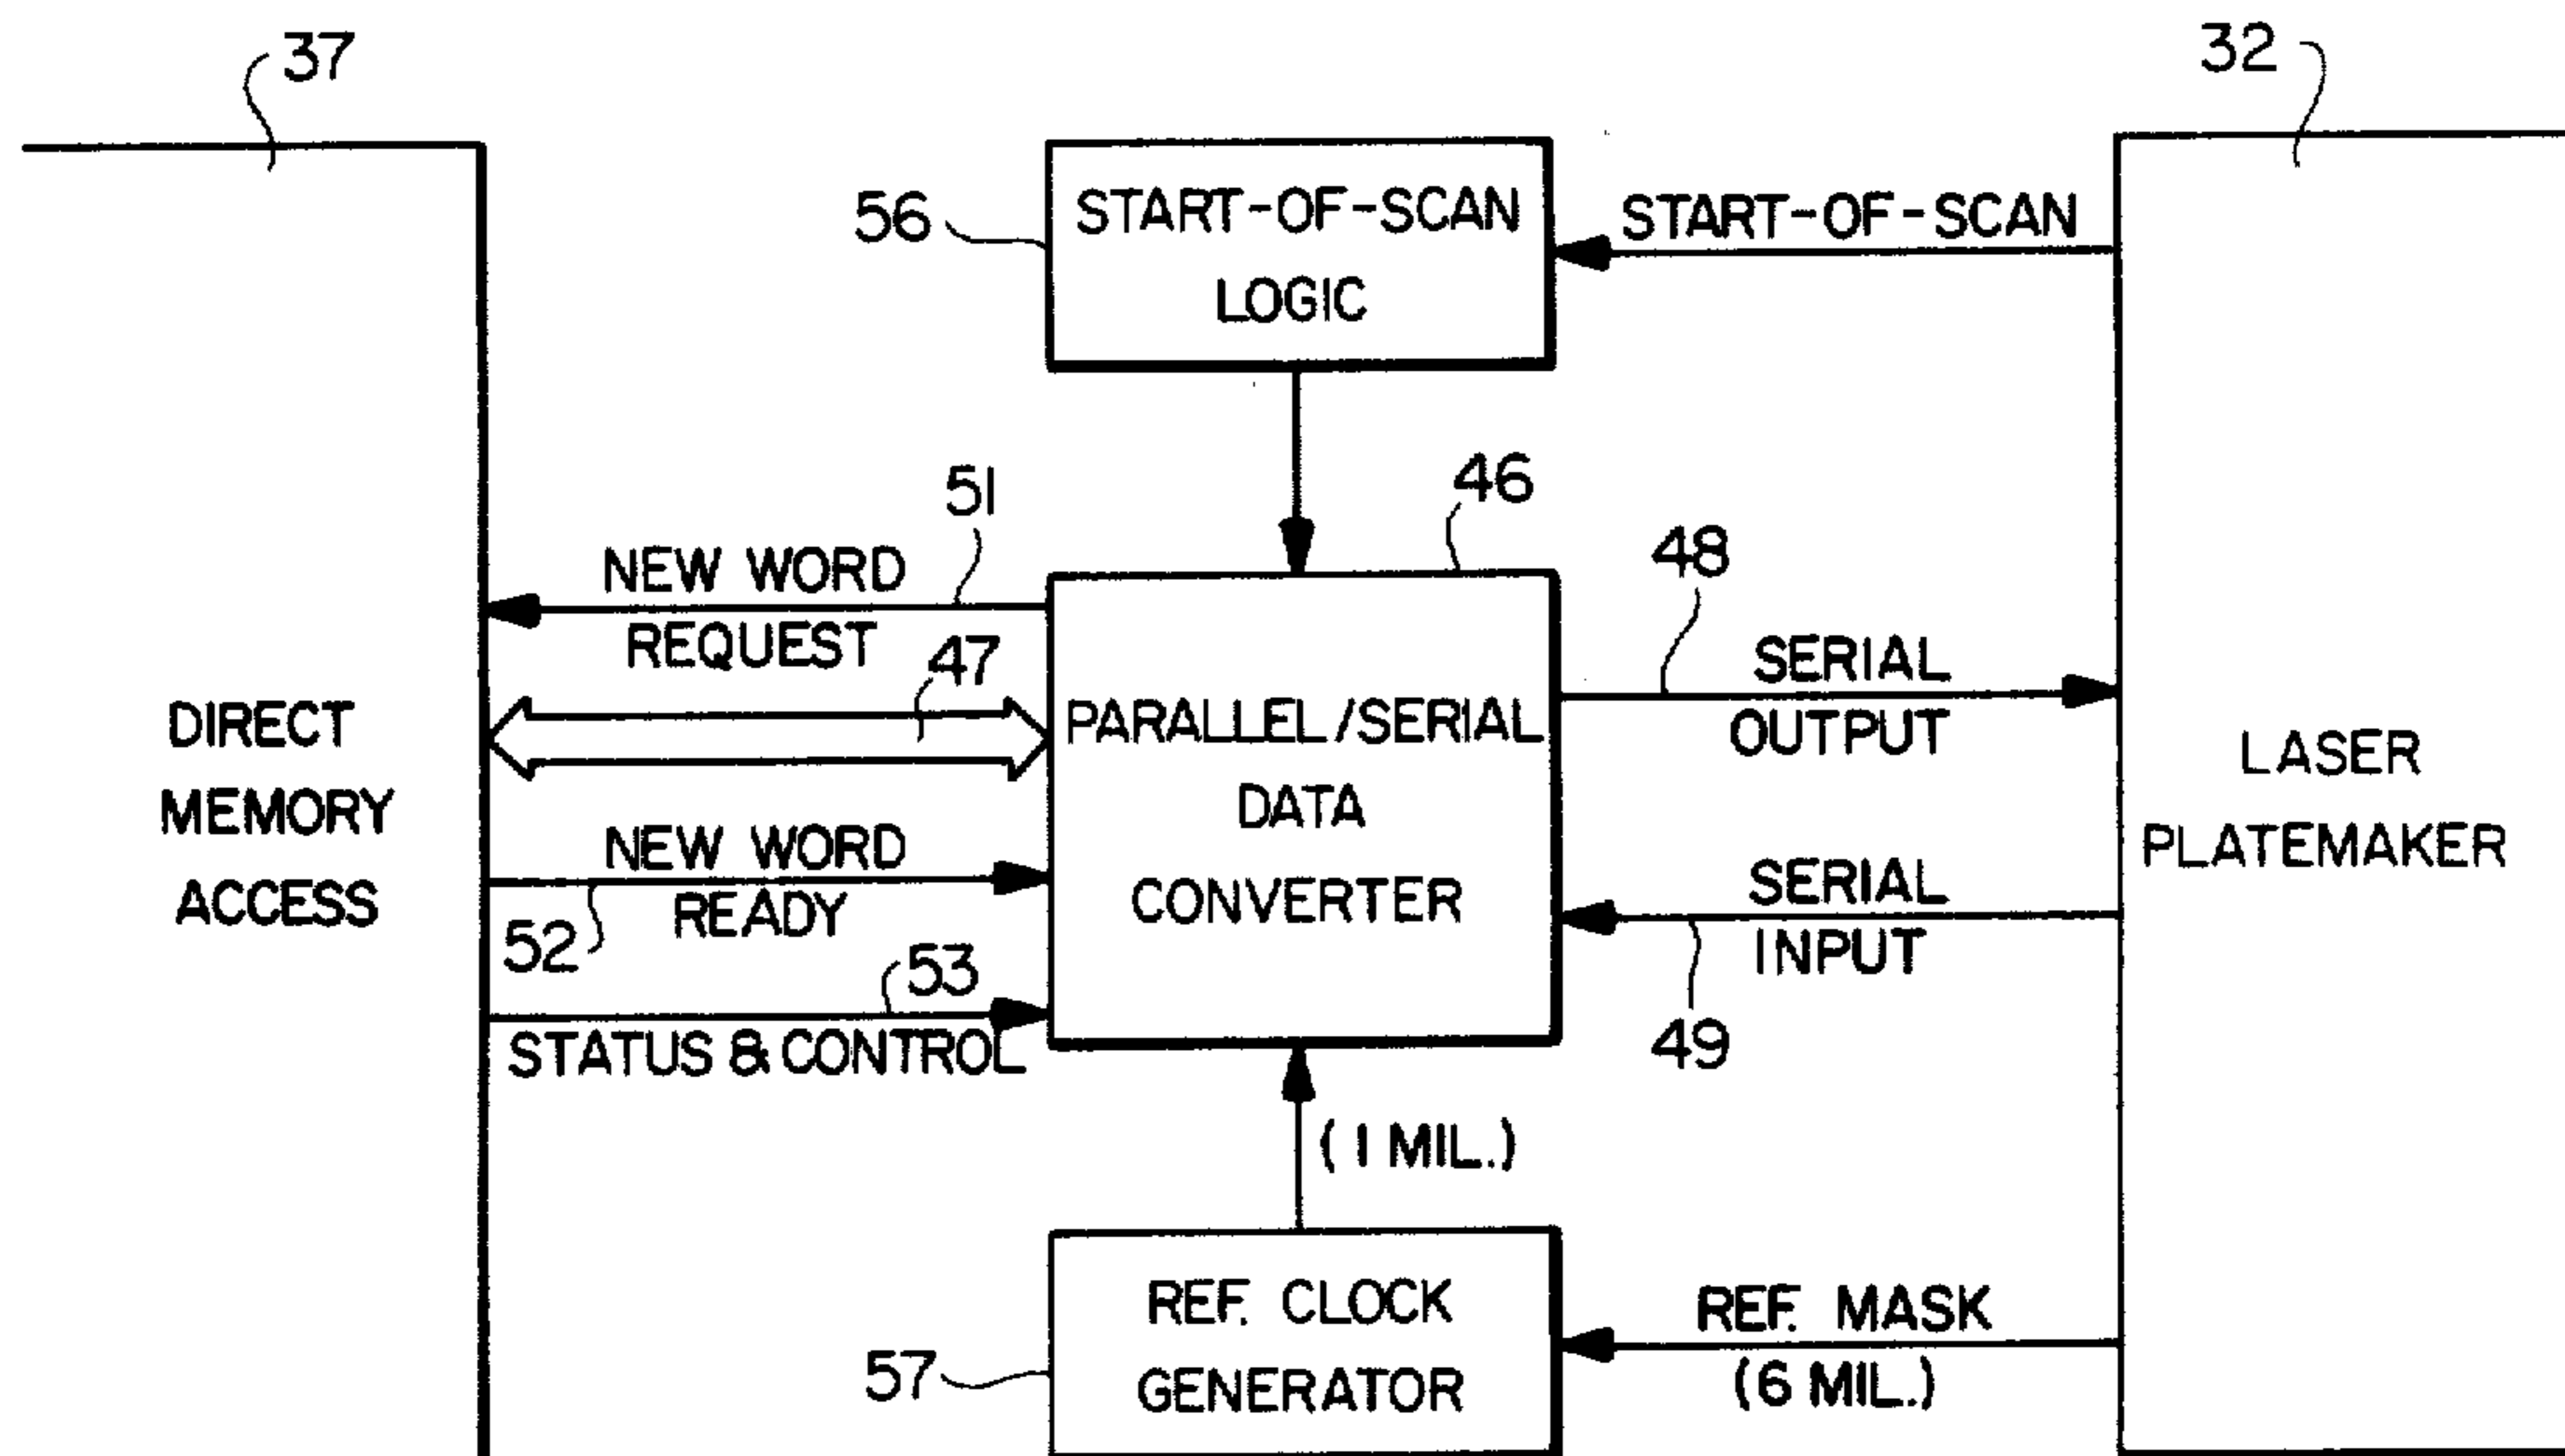 37
32
56
START-OF-SCAN
LOGIC
START-OF-SCAN
51
46
NEW WORD
REQUEST
47
48
SERIAL
OUTPUT
DIRECT
MEMORY
ACCESS
PARALLEL/SERIAL
DATA
CONVERTER
LASER
PLATEMAKER
NEW WORD
READY
52
53
STATUS & CONTROL
SERIAL
INPUT
49
(1 MIL.)
REF. CLOCK
GENERATOR
57
REF. MASK
(6 MIL.)